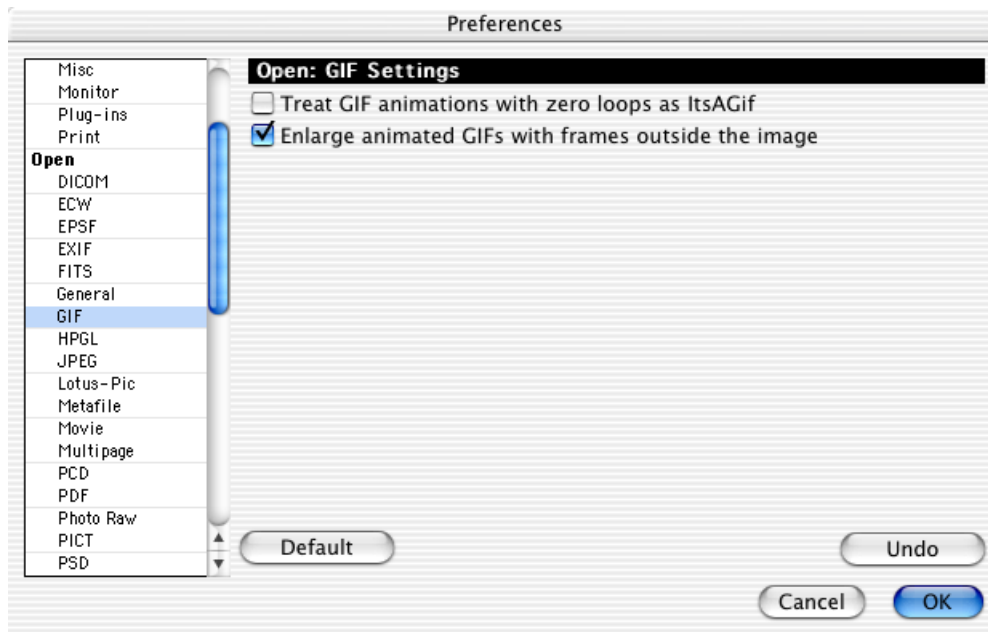 Preferences
Misc
Monitor
Plug-ins
Print
Open
DICOM
ECW
EPSF
EXIF
FITS
General
GIF
HPGL
JPEG
Lotus-Pic
Metafile
Movie
Multipage
PCD
PDF
Photo Raw
PICT
PSD
Open: GIF Settings
Treat GIF animations with zero loops as ItsAGif
Enlarge animated GIFs with frames outside the image
Default
Undo
Cancel
OK